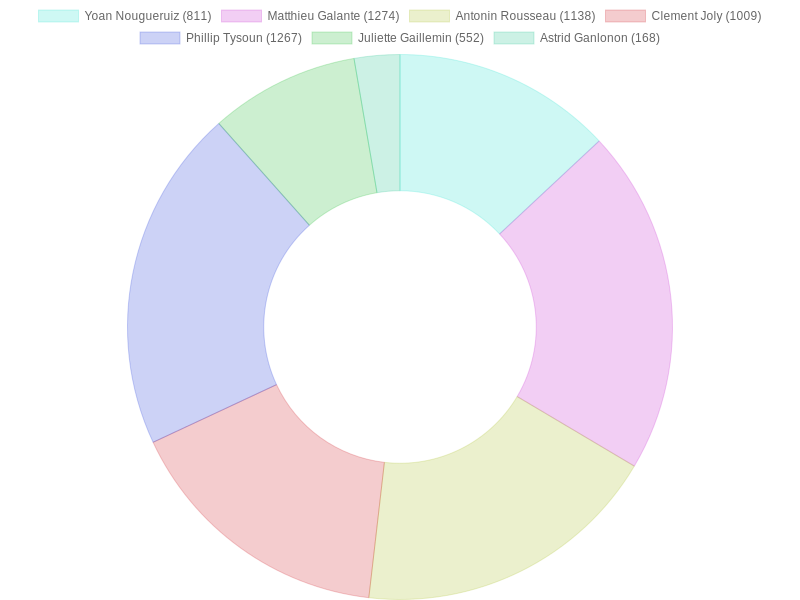 Yoan Nougueruiz (811) Matthieu Galante (1274) Antonin Rousseau (1138) Clement Joly (1009)
Phillip Tysoun (1267) Juliette Gaillemin (552) Astrid Ganlonon (168)